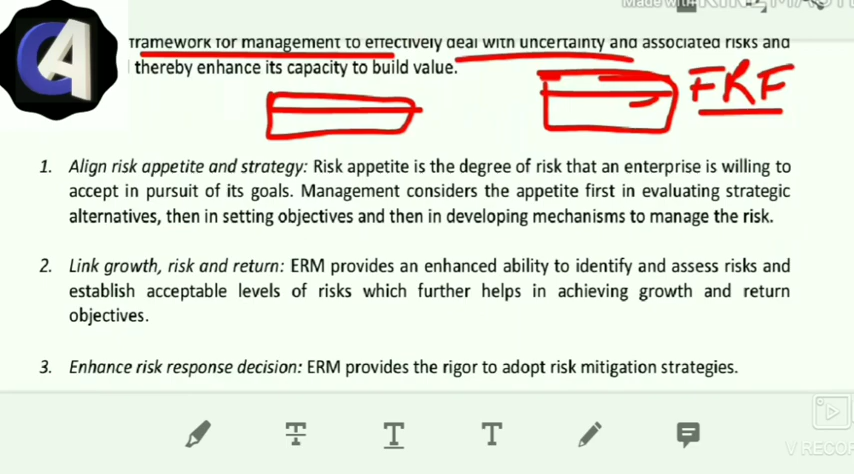 Made with KINEMASTER
framework for management to effectively deal with uncertainty and associated risks and
thereby enhance its capacity to build value.
1. Align risk appetite and strategy: Risk appetite is the degree of risk that an enterprise is willing to
accept in pursuit of its goals. Management considers the appetite first in evaluating strategic
alternatives, then in setting objectives and then in developing mechanisms to manage the risk.
2. Link growth, risk and return: ERM provides an enhanced ability to identify and assess risks and
establish acceptable levels of risks which further helps in achieving growth and return
objectives.
3. Enhance risk response decision: ERM provides the rigor to adopt risk mitigation strategies.
T T T
V RECOR